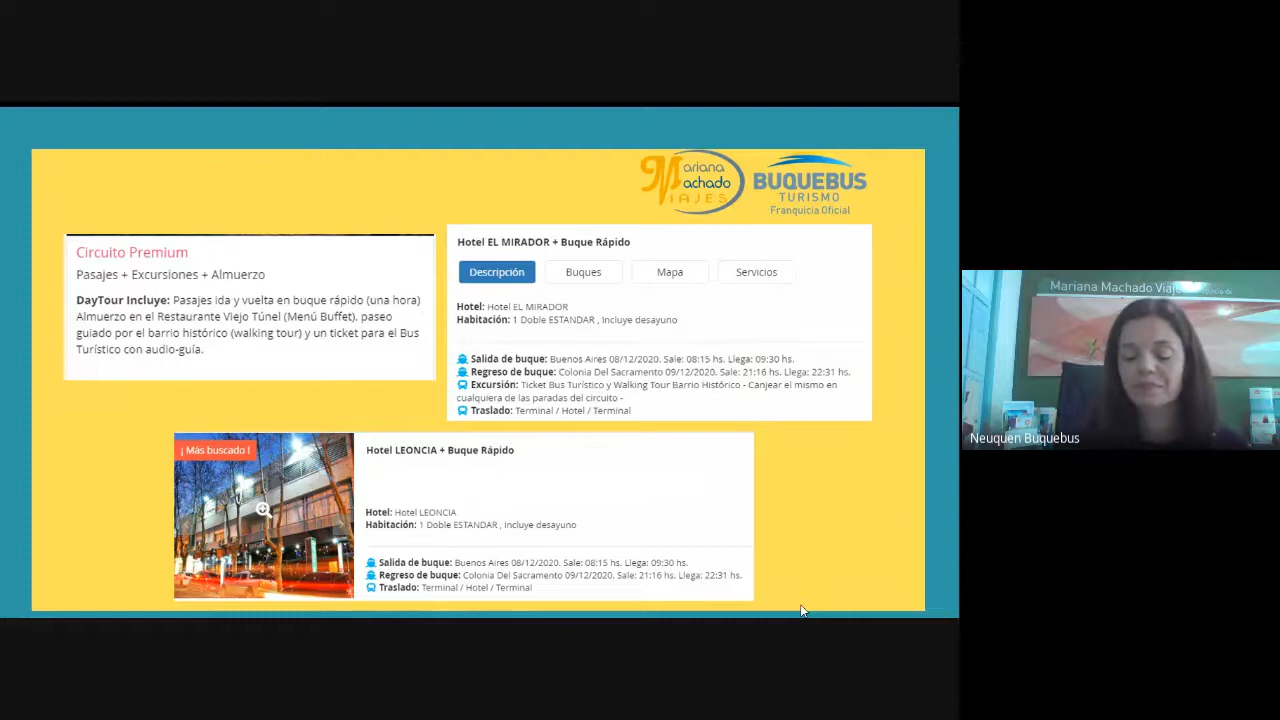 Mariana
Machado
VIAJES
BUQUEBUS
TURISMO
Franquicia Oficial
Circuito Premium
Pasajes + Excursiones + Almuerzo
DayTour Incluye: Pasajes ida y vuelta en buque rápido (una hora)
Almuerzo en el Restaurante Viejo Túnel (Menú Buffet). paseo
guiado por el barrio histórico (walking tour) y un ticket para el Bus
Turístico con audio-guía.
Hotel EL MIRADOR + Buque Rápido
Descripción
Buques
Mapa
Servicios
Hotel: Hotel EL MIRADOR
Habitación: 1 Doble ESTANDAR , Incluye desayuno
Salida de buque: Buenos Aires 08/12/2020. Sale: 08:15 hs. Llega: 09:30 hs.
Regreso de buque: Colonia Del Sacramento 09/12/2020. Sale: 21:16 hs. Llega: 22:31 hs.
Excursión: Ticket Bus Turístico y Walking Tour Barrio Histórico - Canjear el mismo en
cualquiera de las paradas del circuito -
Traslado: Terminal / Hotel / Terminal
¡ Más buscado !
Hotel LEONCIA + Buque Rápido
Hotel: Hotel LEONCIA
Habitación: 1 Doble ESTANDAR , Incluye desayuno
Salida de buque: Buenos Aires 08/12/2020. Sale: 08:15 hs. Llega: 09:30 hs.
Regreso de buque: Colonia Del Sacramento 09/12/2020. Sale: 21:16 hs. Llega: 22:31 hs.
Traslado: Terminal / Hotel / Terminal
Mariana Machado Viajes
Neuquen Buquebus